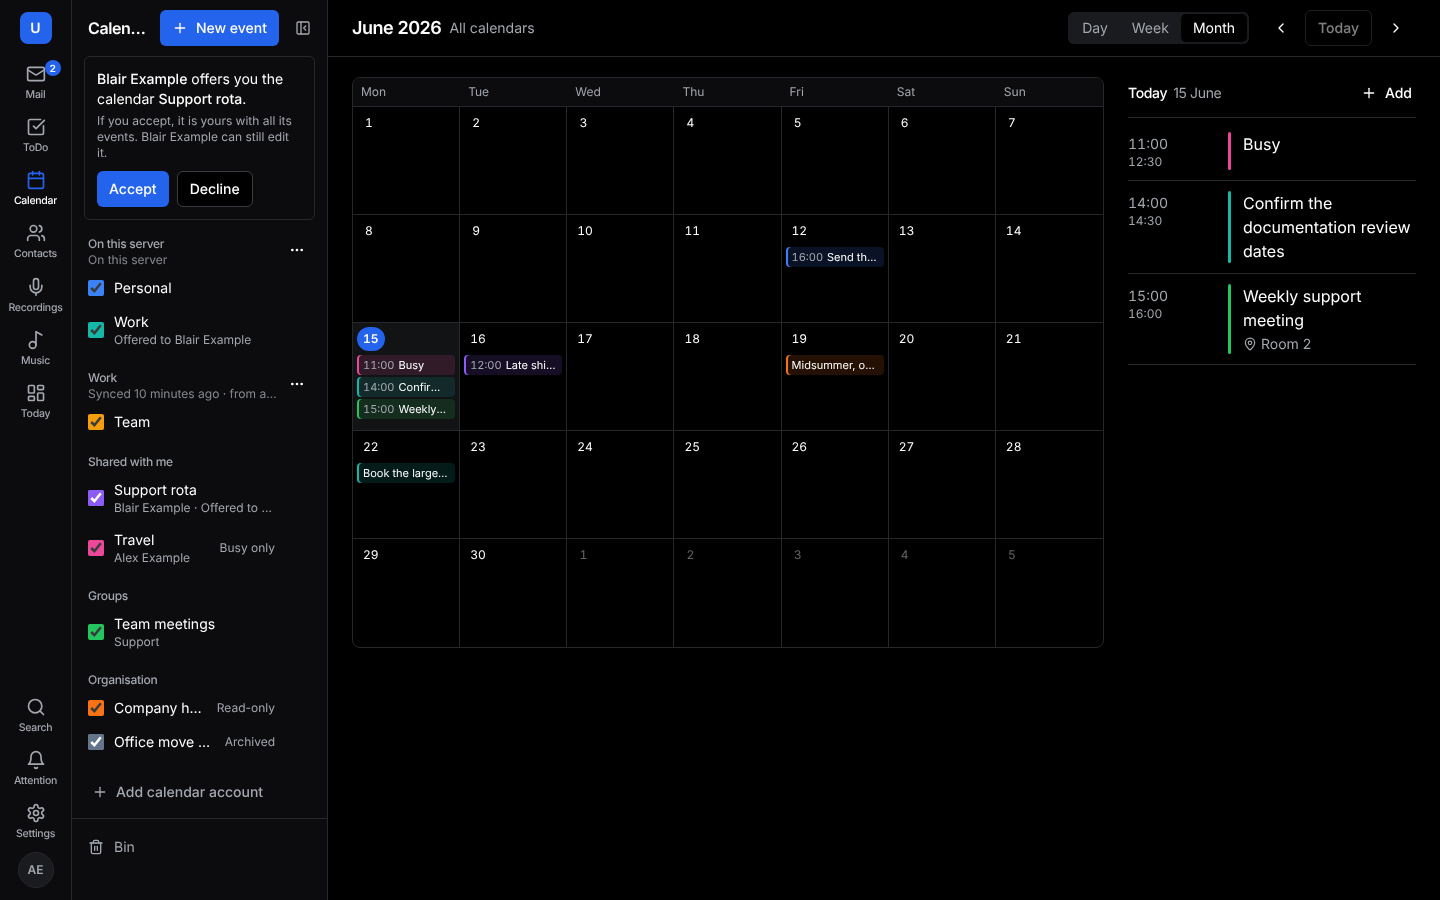 U
2
Mail
ToDo
Calendar
Contacts
Recordings
Music
Today
Search
Attention
Settings
AE
Calen...
New event
Blair Example offers you the
calendar Support rota.
If you accept, it is yours with all its
events. Blair Example can still edit
it.
Accept
Decline
On this server
On this server
Personal
Work
Offered to Blair Example
Work
Synced 10 minutes ago · from a...
Team
Shared with me
Support rota
Blair Example · Offered to ...
Travel
Busy only
Alex Example
Groups
Team meetings
Support
Organisation
Company h...
Read-only
Office move ...
Archived
Add calendar account
Bin
June 2026 All calendars
Day Week Month
Today
Mon Tue Wed Thu Fri Sat Sun
1 2 3 4 5 6 7
8 9 10 11 12 13 14
16:00 Send th...
15 16 17 18 19 20 21
11:00 Busy
12:00 Late shi...
Midsummer, o...
14:00 Confir...
15:00 Weekly...
22 23 24 25 26 27 28
Book the large...
29 30 1 2 3 4 5
Today 15 June
Add
11:00 Busy
12:30
14:00 Confirm the
14:30 documentation review
dates
15:00 Weekly support
16:00 meeting
Room 2